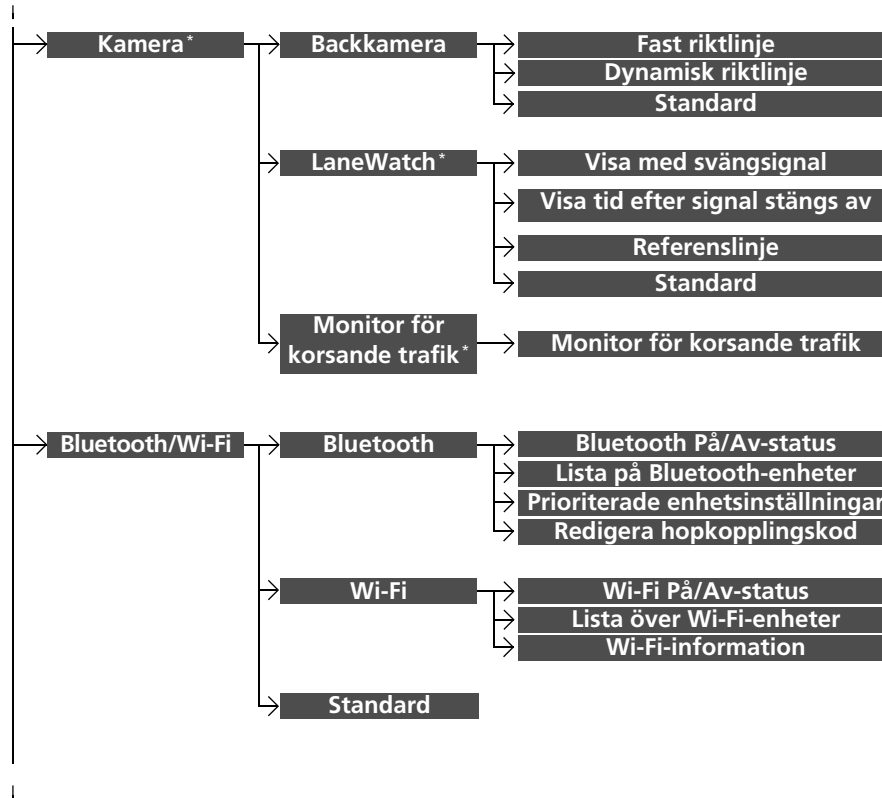 Kamera*
Backkamera
Fast riktlinje
Dynamisk riktlinje
Standard
LaneWatch*
Visa med svängsignal
Visa tid efter signal stängs av
Referenslinje
Standard
Monitor för
korsande trafik*
Monitor för korsande trafik
Bluetooth/Wi-Fi
Bluetooth
Bluetooth På/Av-status
Lista på Bluetooth-enheter
Prioriterade enhetsinställningar
Redigera hopkopplingskod
Wi-Fi
Wi-Fi På/Av-status
Lista över Wi-Fi-enheter
Wi-Fi-information
Standard